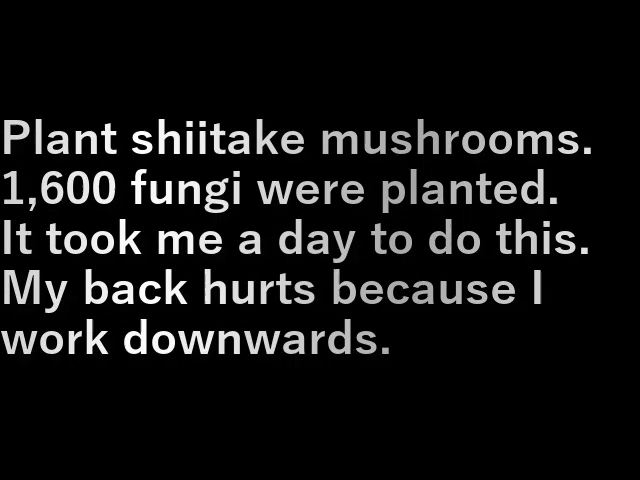 Plant shiitake mushrooms.
1,600 fungi were planted.
It took me a day to do this.
My back hurts because I
work downwards.